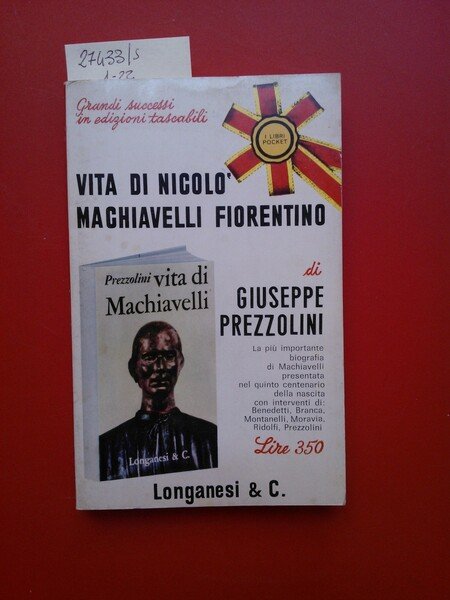 27433/s
1-22
Grandi successi
in edizioni tascabili
I LIBRI
POCKET
VITA DI NICOLO'
MACHIAVELLI FIORENTINO
di
GIUSEPPE
PREZZOLINI
Prezzolini vita di
Machiavelli
Longanesi & C.
La più importante
biografia
di Machiavelli
presentata
nel quinto centenario
della nascita
con interventi di:
Benedetti, Branca,
Montanelli, Moravia,
Ridolfi, Prezzolini
Lire 350
Longanesi & C.